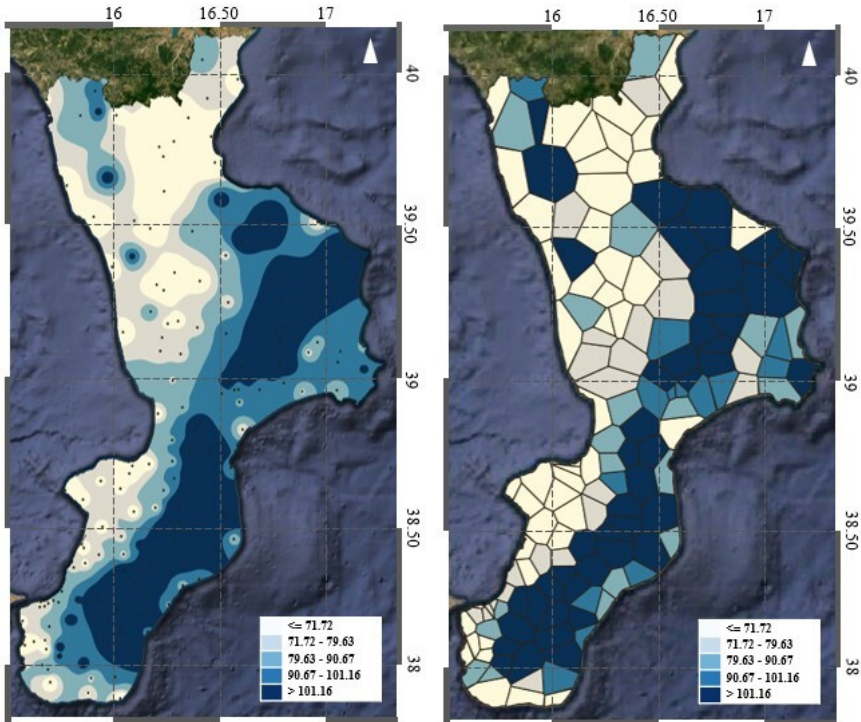 16 16.50 17
40
39.50
39
38.50
38
<= 71.72
71.72 - 79.63
79.63 - 90.67
90.67 - 101.16
> 101.16
16 16.50 17
40
39.50
39
38.50
38
<= 71.72
71.72 - 79.63
79.63 - 90.67
90.67 - 101.16
> 101.16